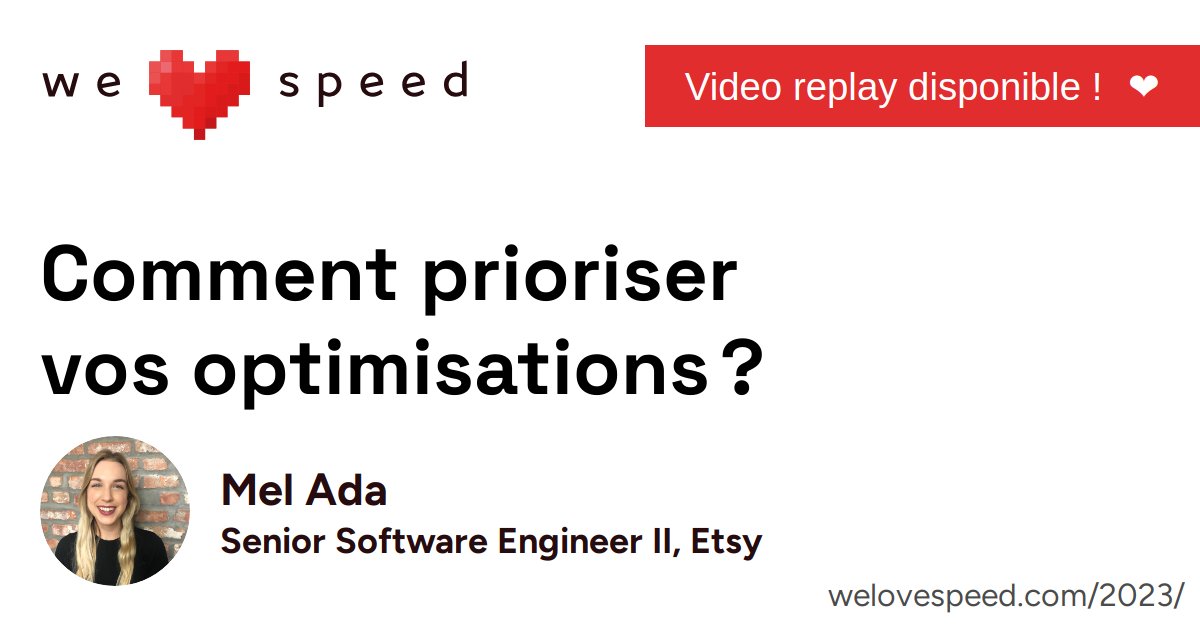 we ❤ speed
Video replay disponible ! ❤
Comment prioriser
vos optimisations ?
Mel Ada
Senior Software Engineer II, Etsy
welovespeed.com/2023/